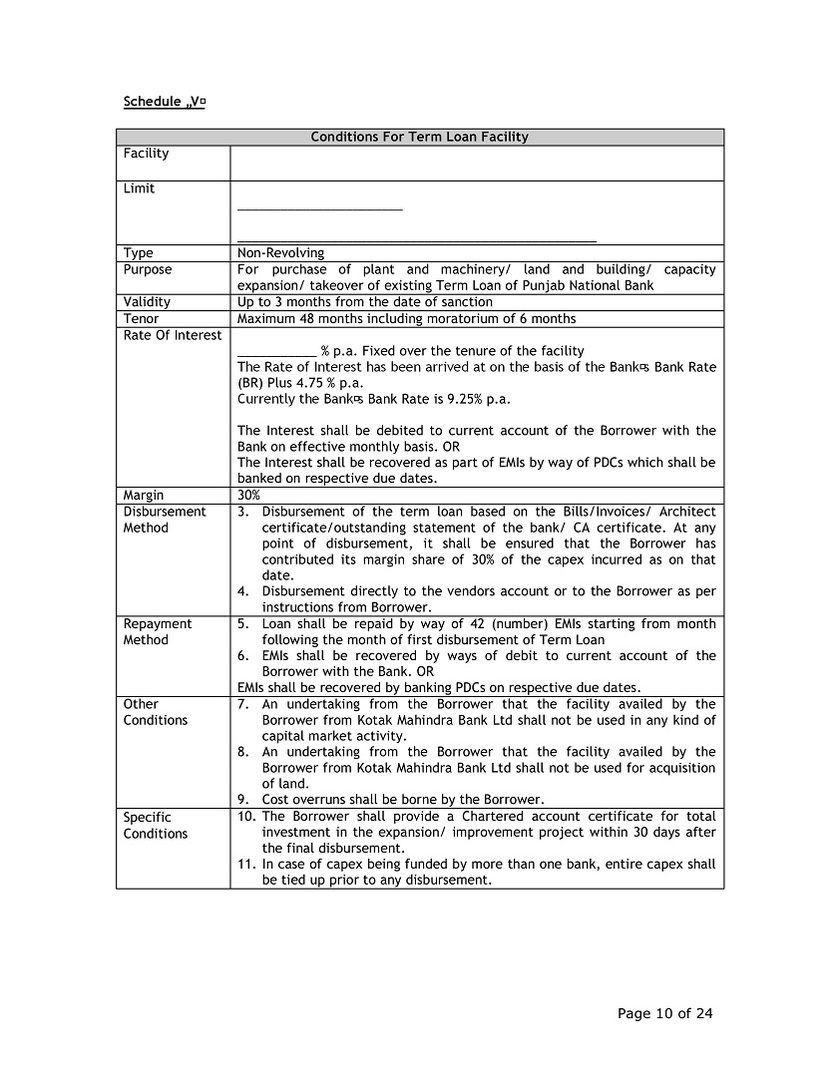 Schedule „V¤
Conditions For Term Loan Facility
Facility
Limit
_______________________
__________________________________________________
Type Non-Revolving
Purpose For purchase of plant and machinery/ land and building/ capacity
expansion/ takeover of existing Term Loan of Punjab National Bank
Validity Up to 3 months from the date of sanction
Tenor Maximum 48 months including moratorium of 6 months
Rate Of Interest
___________ % p.a. Fixed over the tenure of the facility
The Rate of Interest has been arrived at on the basis of the Bank¤s Bank Rate
(BR) Plus 4.75 % p.a.
Currently the Bank¤s Bank Rate is 9.25% p.a.
The Interest shall be debited to current account of the Borrower with the
Bank on effective monthly basis. OR
The Interest shall be recovered as part of EMIs by way of PDCs which shall be
banked on respective due dates.
Margin 30%
Disbursement Method
3. Disbursement of the term loan based on the Bills/Invoices/ Architect
certificate/outstanding statement of the bank/ CA certificate. At any
point of disbursement, it shall be ensured that the Borrower has
contributed its margin share of 30% of the capex incurred as on that
date.
4. Disbursement directly to the vendors account or to the Borrower as per
instructions from Borrower.
Repayment Method
5. Loan shall be repaid by way of 42 (number) EMIs starting from month
following the month of first disbursement of Term Loan
6. EMIs shall be recovered by ways of debit to current account of the
Borrower with the Bank. OR
EMIs shall be recovered by banking PDCs on respective due dates.
Other Conditions
7. An undertaking from the Borrower that the facility availed by the
Borrower from Kotak Mahindra Bank Ltd shall not be used in any kind of
capital market activity.
8. An undertaking from the Borrower that the facility availed by the
Borrower from Kotak Mahindra Bank Ltd shall not be used for acquisition
of land.
9. Cost overruns shall be borne by the Borrower.
Specific Conditions
10. The Borrower shall provide a Chartered account certificate for total
investment in the expansion/ improvement project within 30 days after
the final disbursement.
11. In case of capex being funded by more than one bank, entire capex shall
be tied up prior to any disbursement.
Page 10 of 24